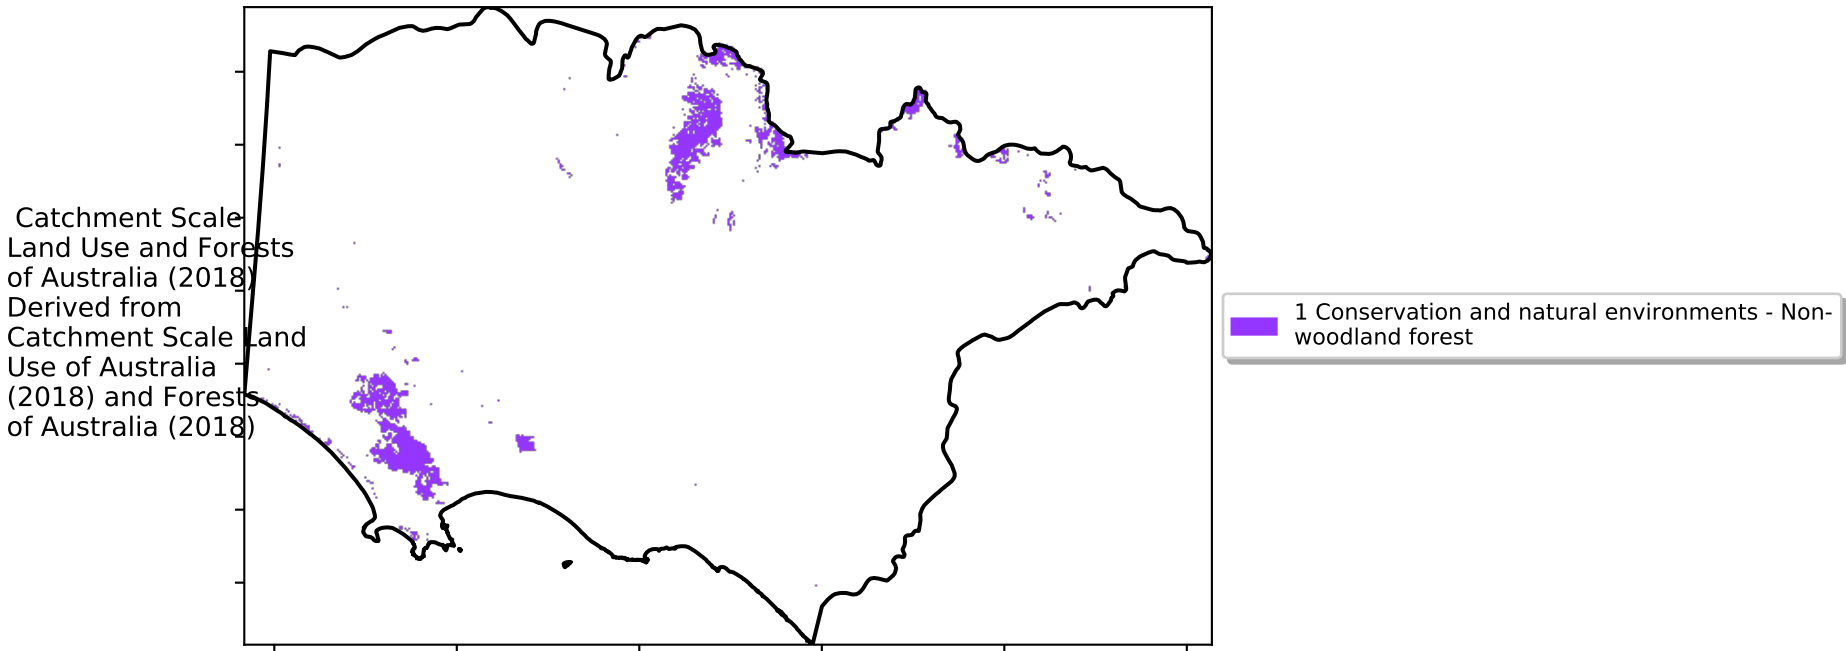 Catchment Scale
Land Use and Forests
of Australia (2018)
Derived from
Catchment Scale Land
Use of Australia
(2018) and Forests
of Australia (2018)
1 Conservation and natural environments - Non-
woodland forest